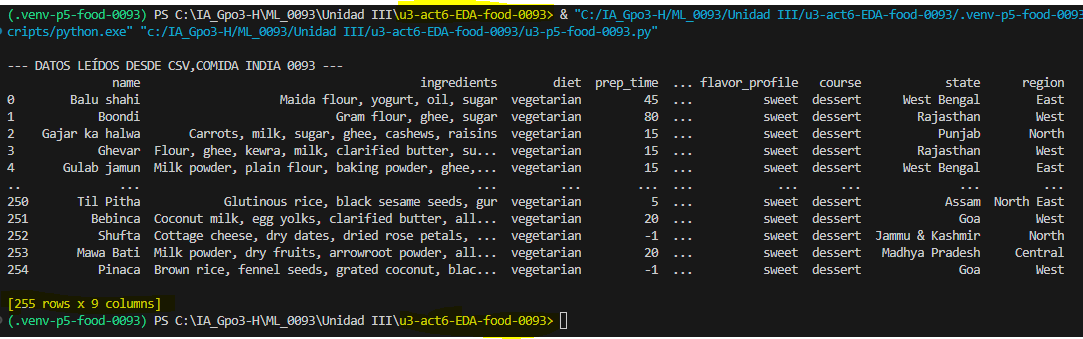 (.venv-p5-food-0093) PS C:\IA_Gpo3-H\ML_0093\Unidad III\u3-act6-EDA-food-0093> & "C:/IA_Gpo3-H/ML_0093/Unidad III/u3-act6-EDA-food-0093/.venv-p5-food-0093
cripts/python.exe" "c:/IA_Gpo3-H/ML_0093/Unidad III/u3-act6-EDA-food-0093/u3-p5-food-0093.py"
--- DATOS LEÍDOS DESDE CSV,COMIDA INDIA 0093 ---
name ingredients diet prep_time ... flavor_profile course state region
0 Balu shahi Maida flour, yogurt, oil, sugar vegetarian 45 ... sweet dessert West Bengal East
1 Boondi Gram flour, ghee, sugar vegetarian 80 ... sweet dessert Rajasthan West
2 Gajar ka halwa Carrots, milk, sugar, ghee, cashews, raisins vegetarian 15 ... sweet dessert Punjab North
3 Ghevar Flour, ghee, kewra, milk, clarified butter, su... vegetarian 15 ... sweet dessert Rajasthan West
4 Gulab jamun Milk powder, plain flour, baking powder, ghee,... vegetarian 15 ... sweet dessert West Bengal East
.. ... ... ... ... ... ... ... ... ...
250 Til Pitha Glutinous rice, black sesame seeds, gur vegetarian 5 ... sweet dessert Assam North East
251 Bebinca Coconut milk, egg yolks, clarified butter, all... vegetarian 20 ... sweet dessert Goa West
252 Shufta Cottage cheese, dry dates, dried rose petals, ... vegetarian -1 ... sweet dessert Jammu & Kashmir North
253 Mawa Bati Milk powder, dry fruits, arrowroot powder, all... vegetarian 20 ... sweet dessert Madhya Pradesh Central
254 Pinaca Brown rice, fennel seeds, grated coconut, blac... vegetarian -1 ... sweet dessert Goa West
[255 rows x 9 columns]
(.venv-p5-food-0093) PS C:\IA_Gpo3-H\ML_0093\Unidad III\u3-act6-EDA-food-0093>